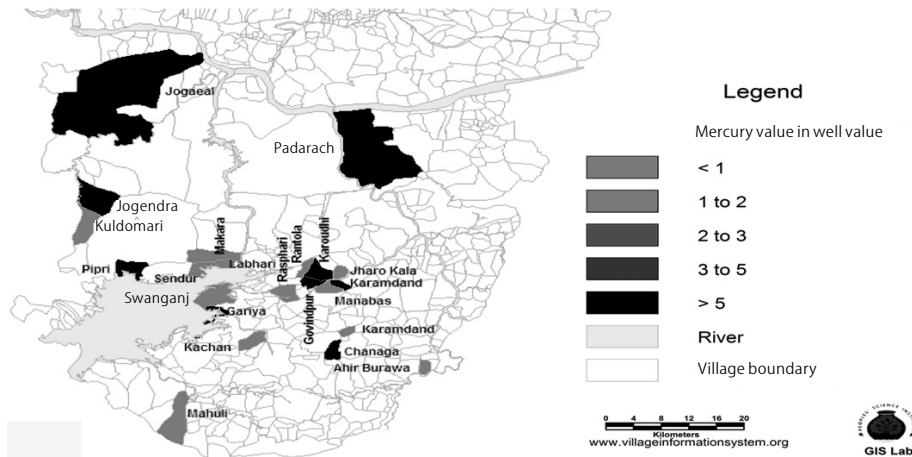 Jogaeal
Padarach
Jogendra
Kuldomari
Makara
Labhari
Pipri
Sendur
Swanganj
Gariya
Kachan
Mahuli
Rasphari
Rantola
Karoudhi
Jharo Kala
Karamdand
Manabas
Govindpur
Karamdand
Chanaga
Ahir Burawa
Legend
Mercury value in well value
< 1
1 to 2
2 to 3
3 to 5
> 5
River
Village boundary
0 4 8 12 16 20
Kilometers
www.villageinformationsystem.org
GIS Lab